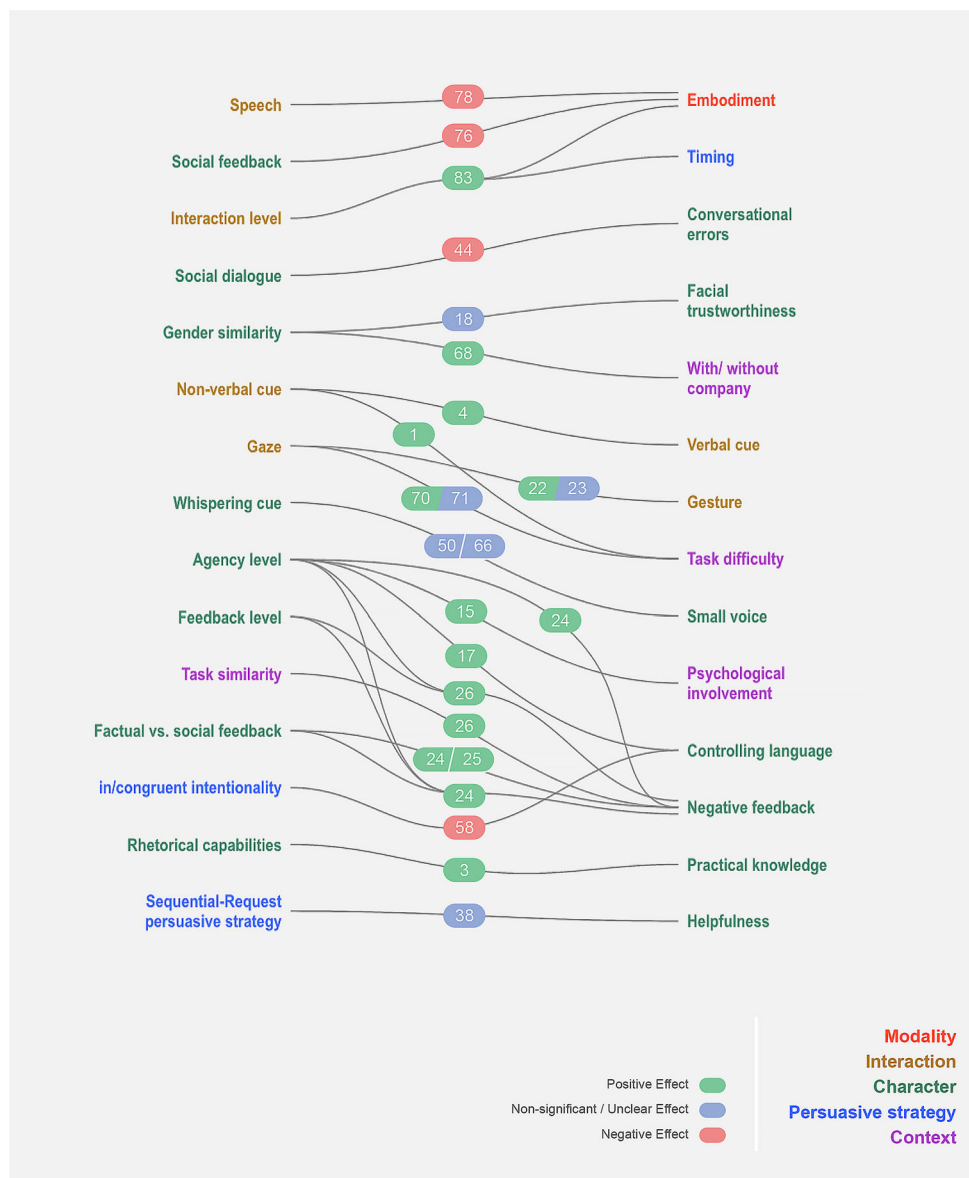 Speech
Social feedback
Interaction level
Social dialogue
Gender similarity
Non-verbal cue
Gaze
Whispering cue
Agency level
Feedback level
Task similarity
Factual vs. social feedback
in/congruent intentionality
Rhetorical capabilities
Sequential-Request
persuasive strategy
78
76
83
44
18
68
4
1
22 23
70 71
50 / 66
15
24
17
26
26
24 / 25
24
58
3
38
Embodiment
Timing
Conversational
errors
Facial
trustworthiness
With/ without
company
Verbal cue
Gesture
Task difficulty
Small voice
Psychological
involvement
Controlling language
Negative feedback
Practical knowledge
Helpfulness
Positive Effect
Non-significant / Unclear Effect
Negative Effect
Modality
Interaction
Character
Persuasive strategy
Context